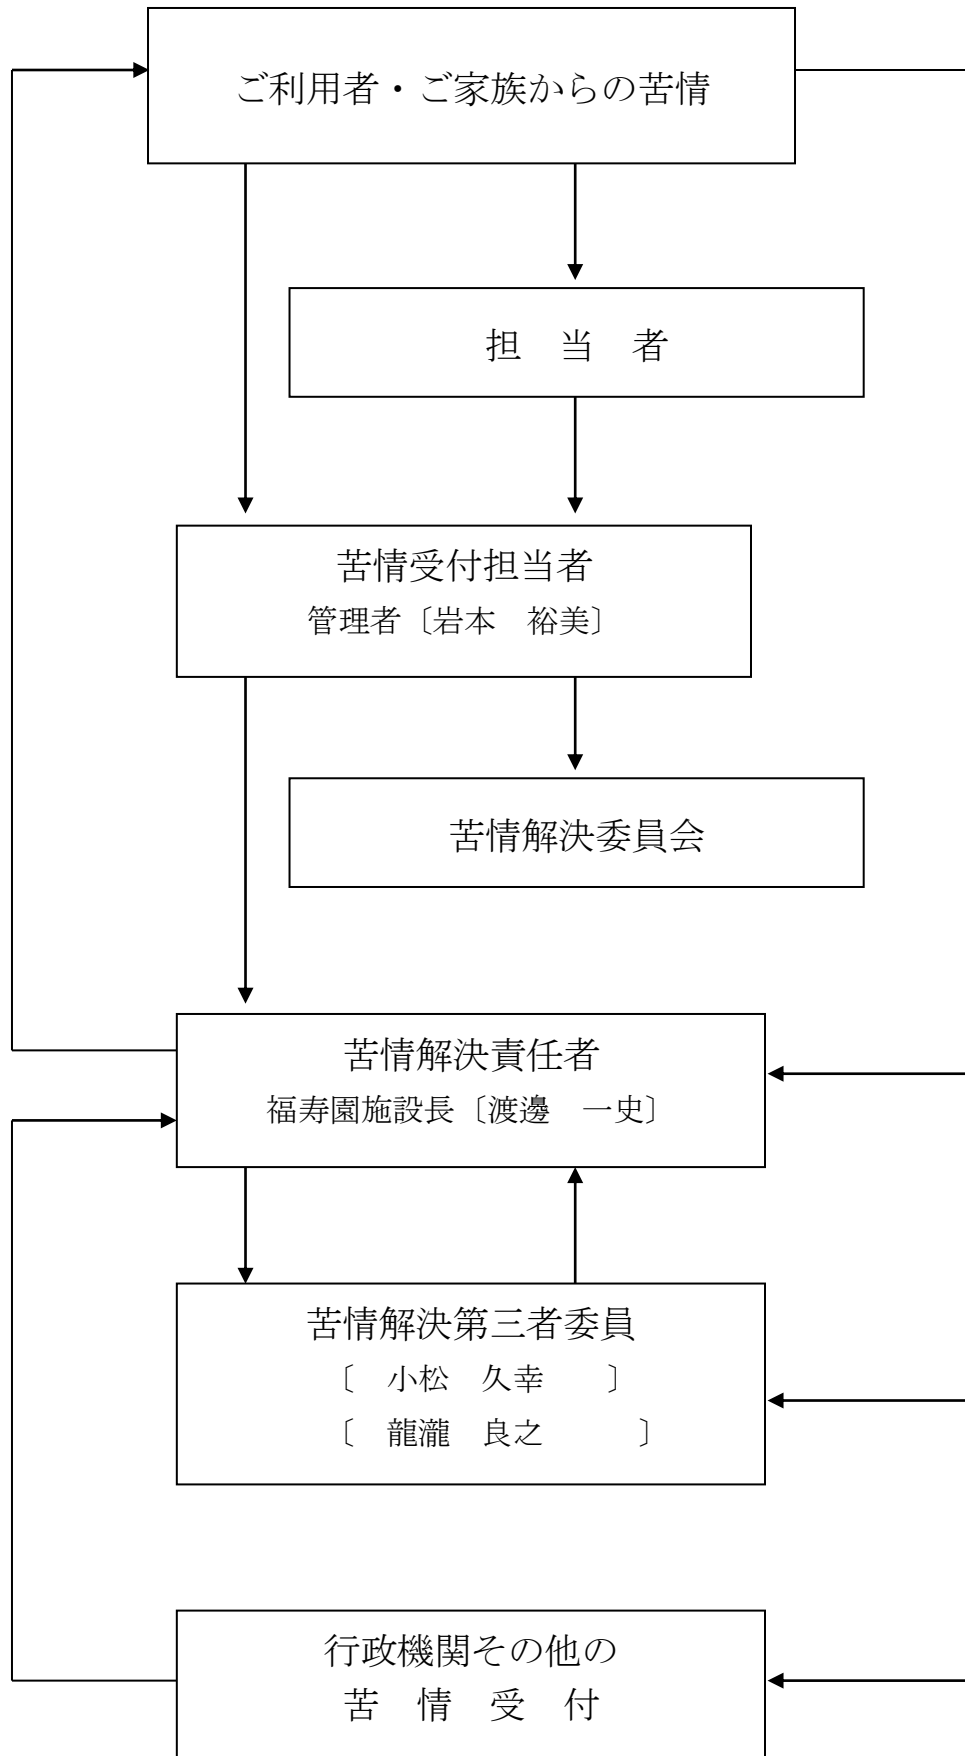 ご利用者・ご家族からの苦情
担　当　者
苦情受付担当者
管理者〔岩本　裕美〕
苦情解決委員会
苦情解決責任者
福寿園施設長〔渡邊　一史〕
苦情解決第三者委員
〔　小松　久幸　　〕
〔　龍瀧　良之　　　〕
行政機関その他の
苦　情　受　付